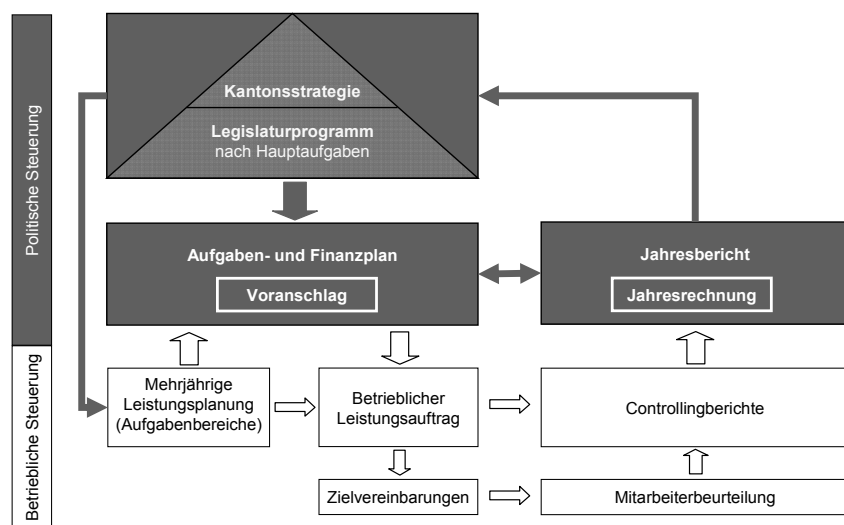 Politische Steuerung
Kantonsstrategie
Legislaturprogramm
nach Hauptaufgaben
Aufgaben- und Finanzplan
Voranschlag
Jahresbericht
Jahresrechnung
Betriebliche Steuerung
Mehrjährige
Leistungsplanung
(Aufgabenbereiche)
Betrieblicher
Leistungsauftrag
Controllingberichte
Zielvereinbarungen
Mitarbeiterbeurteilung